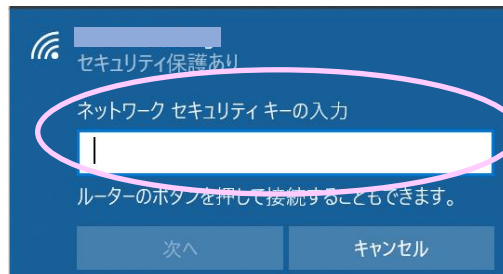 セキュリティ保護あり
ネットワーク セキュリティ キーの入力
ルーターのボタンを押して接続することもできます。
次へ
キャンセル